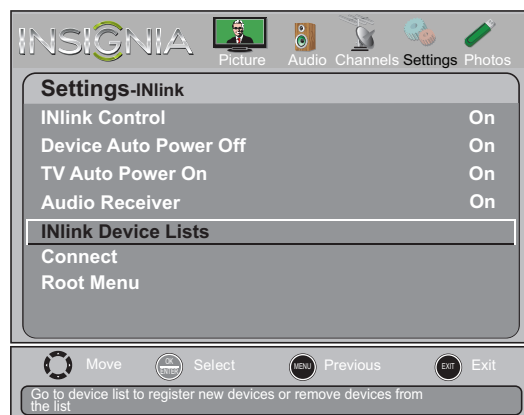 INSIGNIA
Picture Audio Channels Settings Photos
Settings-INlink
INlink Control On
Device Auto Power Off On
TV Auto Power On On
Audio Receiver On
INlink Device Lists
Connect
Root Menu
Move OK ENTER Select MENU Previous EXIT Exit
Go to device list to register new devices or remove devices from
the list